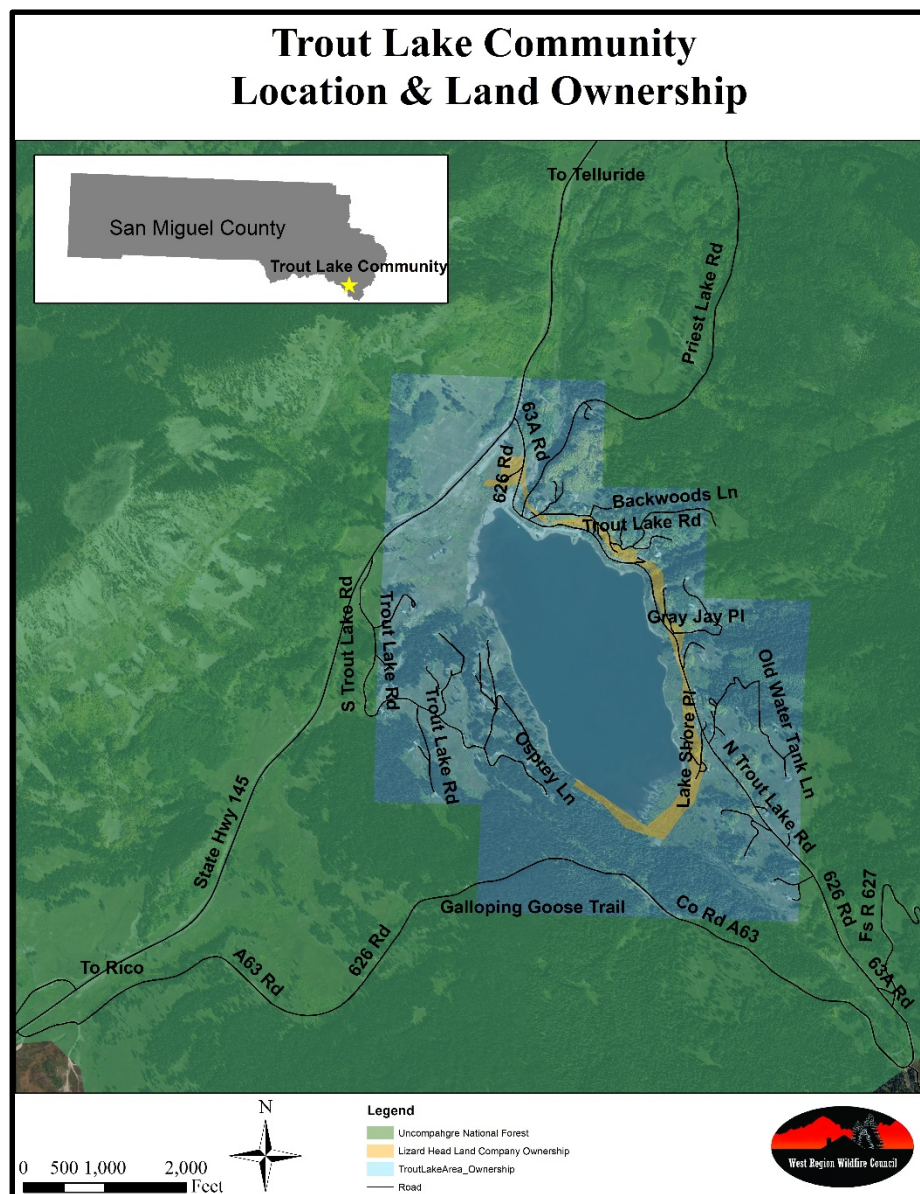 Trout Lake Community
Location & Land Ownership
San Miguel County
Trout Lake Community
To Telluride
Priest Lake Rd
63A Rd
626 Rd
Backwoods Ln
Trout Lake Rd
S Trout Lake Rd
Trout Lake Rd
Gray Jay Pl
Trout Lake Rd
Osprey Ln
Lake Shore Pl
Old Water Tank Ln
N Trout Lake Rd
State Hwy 145
Galloping Goose Trail
Co Rd A63
626 Rd
Fs R 627
63A Rd
To Rico
A63 Rd
626 Rd
N
0 500 1,000 2,000
Feet
Legend
Uncompahgre National Forest
Lizard Head Land Company Ownership
TroutLakeArea_Ownership
Road
West Region Wildfire Council